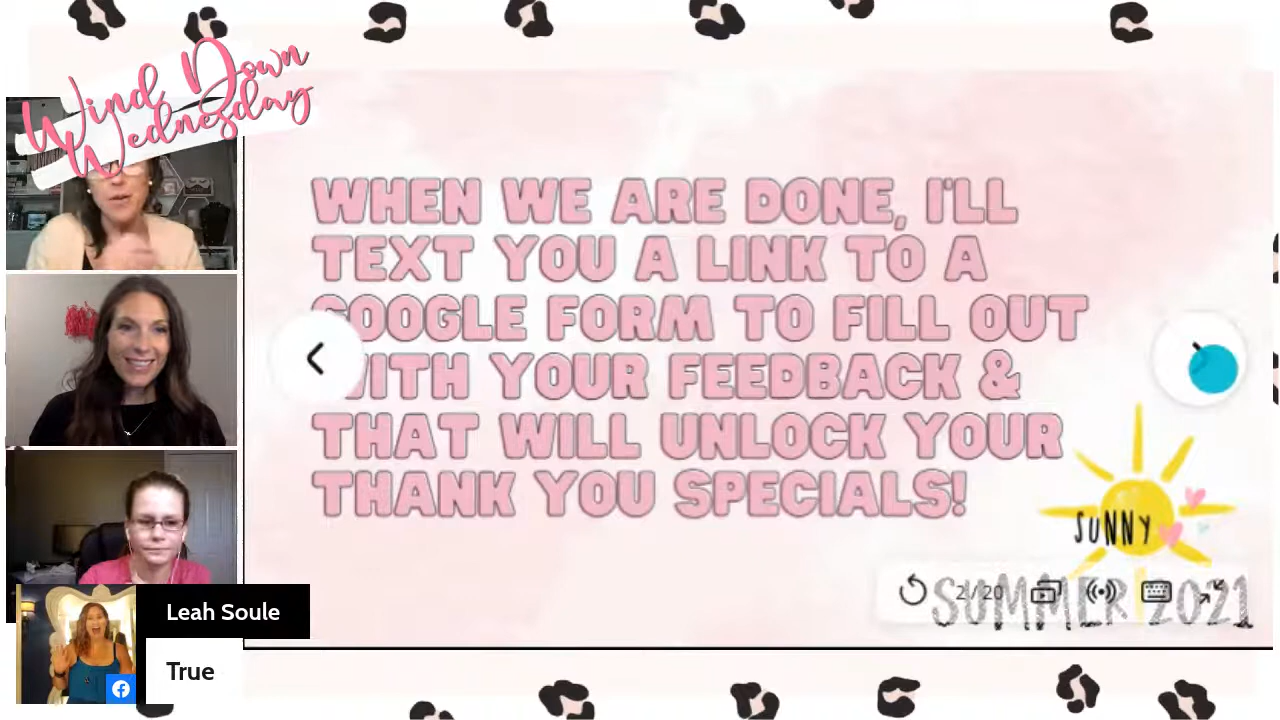 Wind Down
Wednesday
WHEN WE ARE DONE, I'LL
TEXT YOU A LINK TO A
GOOGLE FORM TO FILL OUT
WITH YOUR FEEDBACK &
THAT WILL UNLOCK YOUR
THANK YOU SPECIALS!
SUNNY
SUMMER 2021
2 / 20
Leah Soule
True